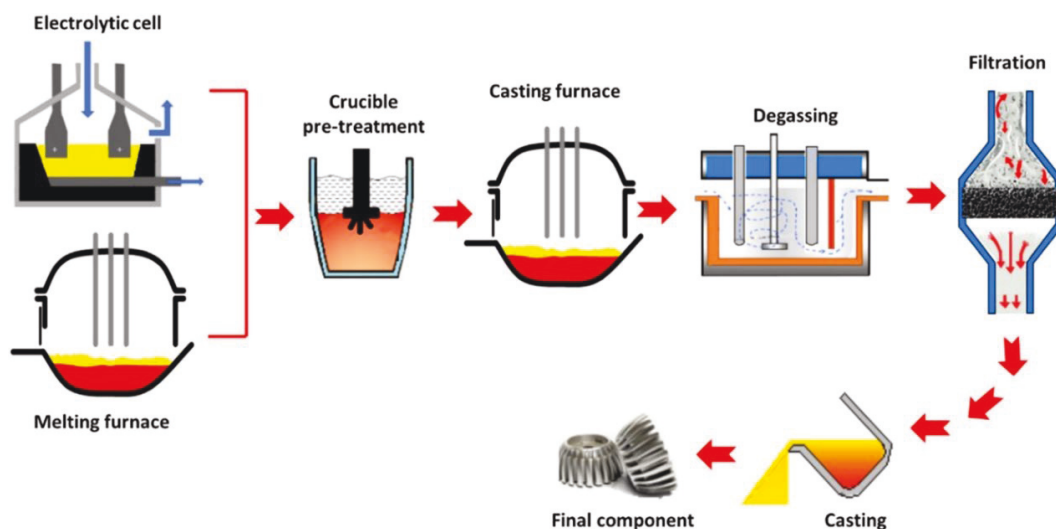 Electrolytic cell
Crucible
pre-treatment
Casting furnace
Degassing
Filtration
Melting furnace
Final component
Casting